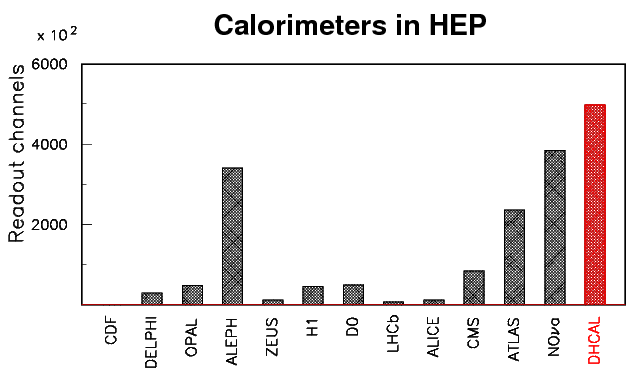 Calorimeters in HEP
x 10²
Readout channels
6000
4000
2000
CDF
DELPHI
OPAL
ALEPH
ZEUS
H1
D0
LHCb
ALICE
CMS
ATLAS
NOνa
DHCAL